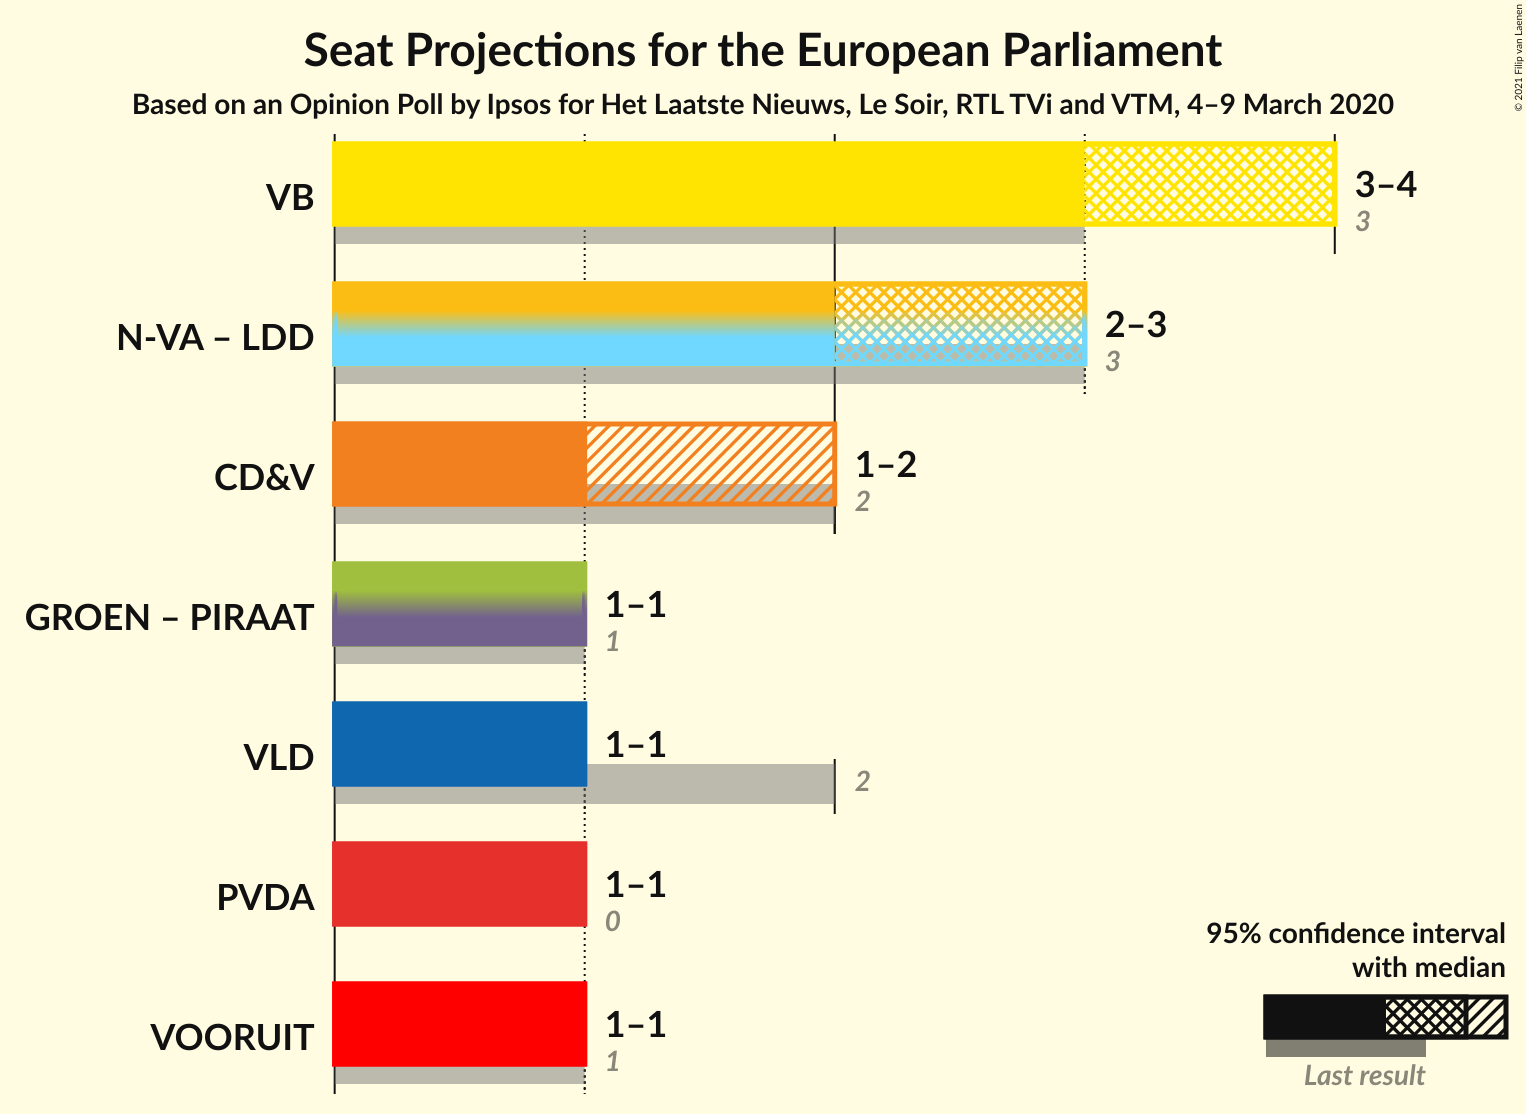 Seat Projections for the European Parliament
Based on an Opinion Poll by Ipsos for Het Laatste Nieuws, Le Soir, RTL TVi and VTM, 4–9 March 2020
© 2021 Filip van Laenen
VB
3–4
3
N-VA – LDD
2–3
3
CD&V
1–2
2
GROEN – PIRAAT
1–1
1
VLD
1–1
2
PVDA
1–1
0
VOORUIT
1–1
1
95% confidence interval
with median
Last result